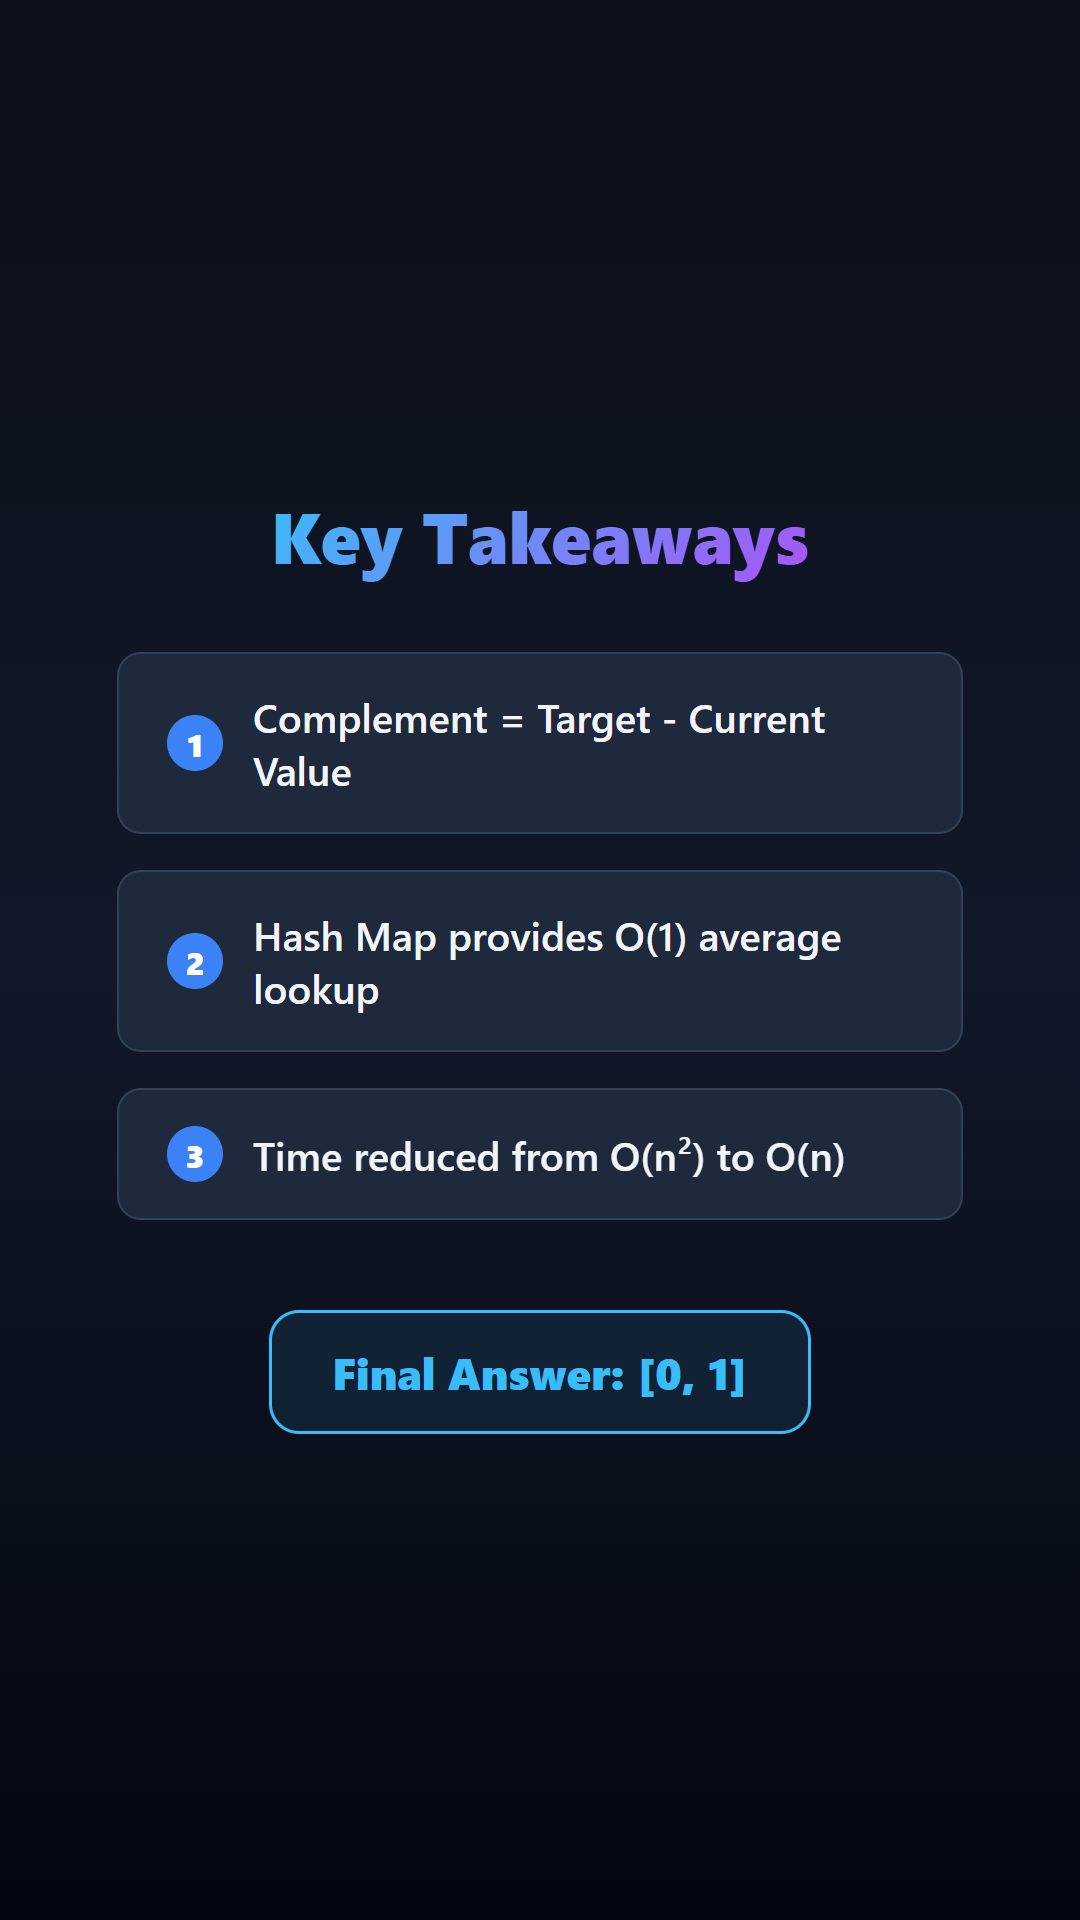 Key Takeaways
1
Complement = Target - Current
Value
2
Hash Map provides O(1) average
lookup
3
Time reduced from O(n²) to O(n)
Final Answer: [0, 1]